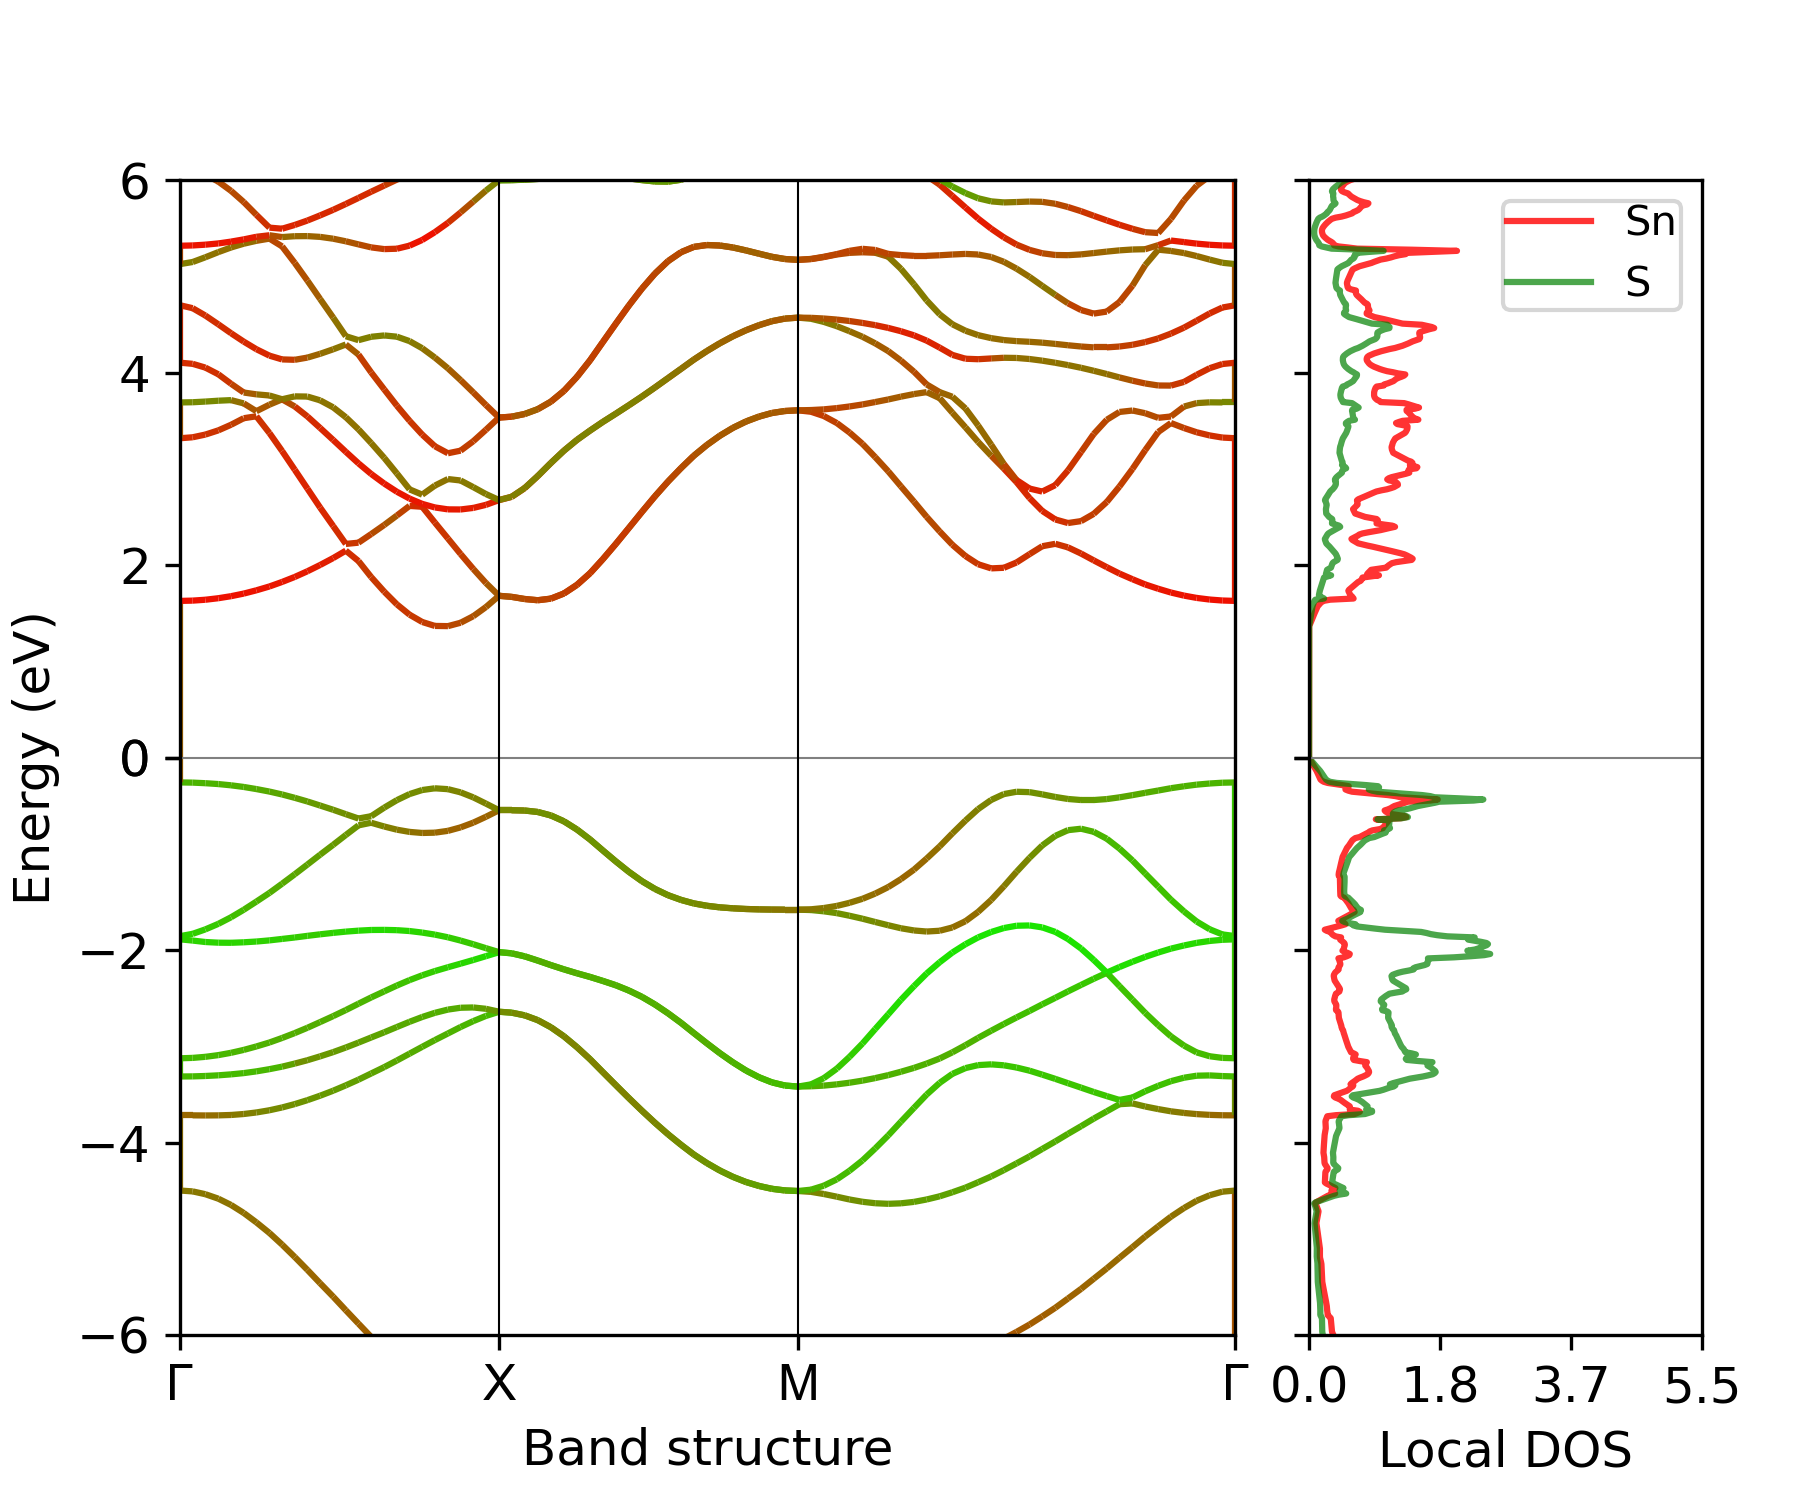 6
4
2
0
−2
−4
−6
Energy (eV)
Γ
X
M
Γ
Band structure
Sn
S
0.0
1.8
3.7
5.5
Local DOS